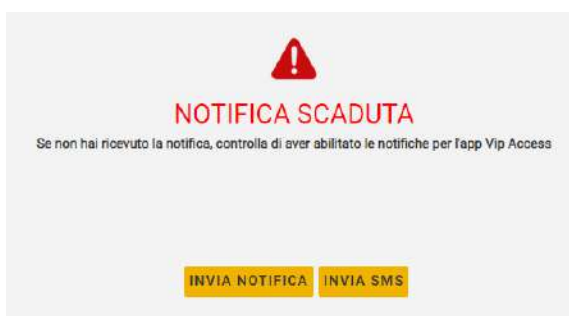 NOTIFICA SCADUTA
Se non hai ricevuto la notifica, controlla di aver abilitato le notifiche per l'app Vip Access
INVIA NOTIFICA INVIA SMS